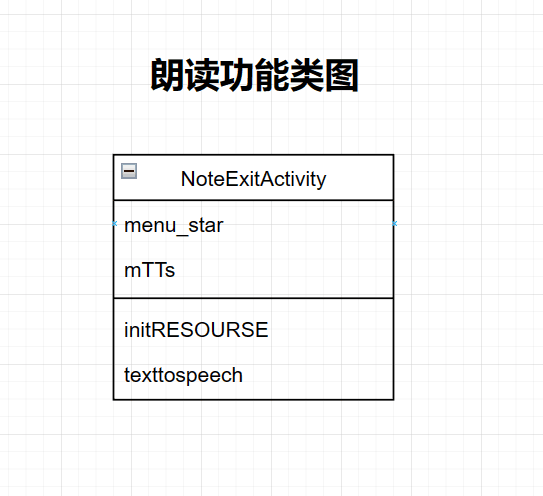 朗读功能类图
NoteExitActivity
menu_star
mTTs
initRESOURSE
texttospeech